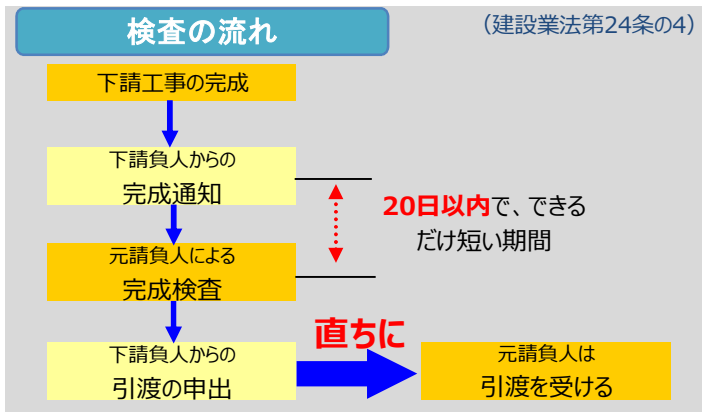 検査の流れ
（建設業法第24条の4）
下請工事の完成
下請負人からの
完成通知
20日以内で、できる
だけ短い期間
元請負人による
完成検査
直ちに
下請負人からの
引渡の申出
元請負人は
引渡を受ける